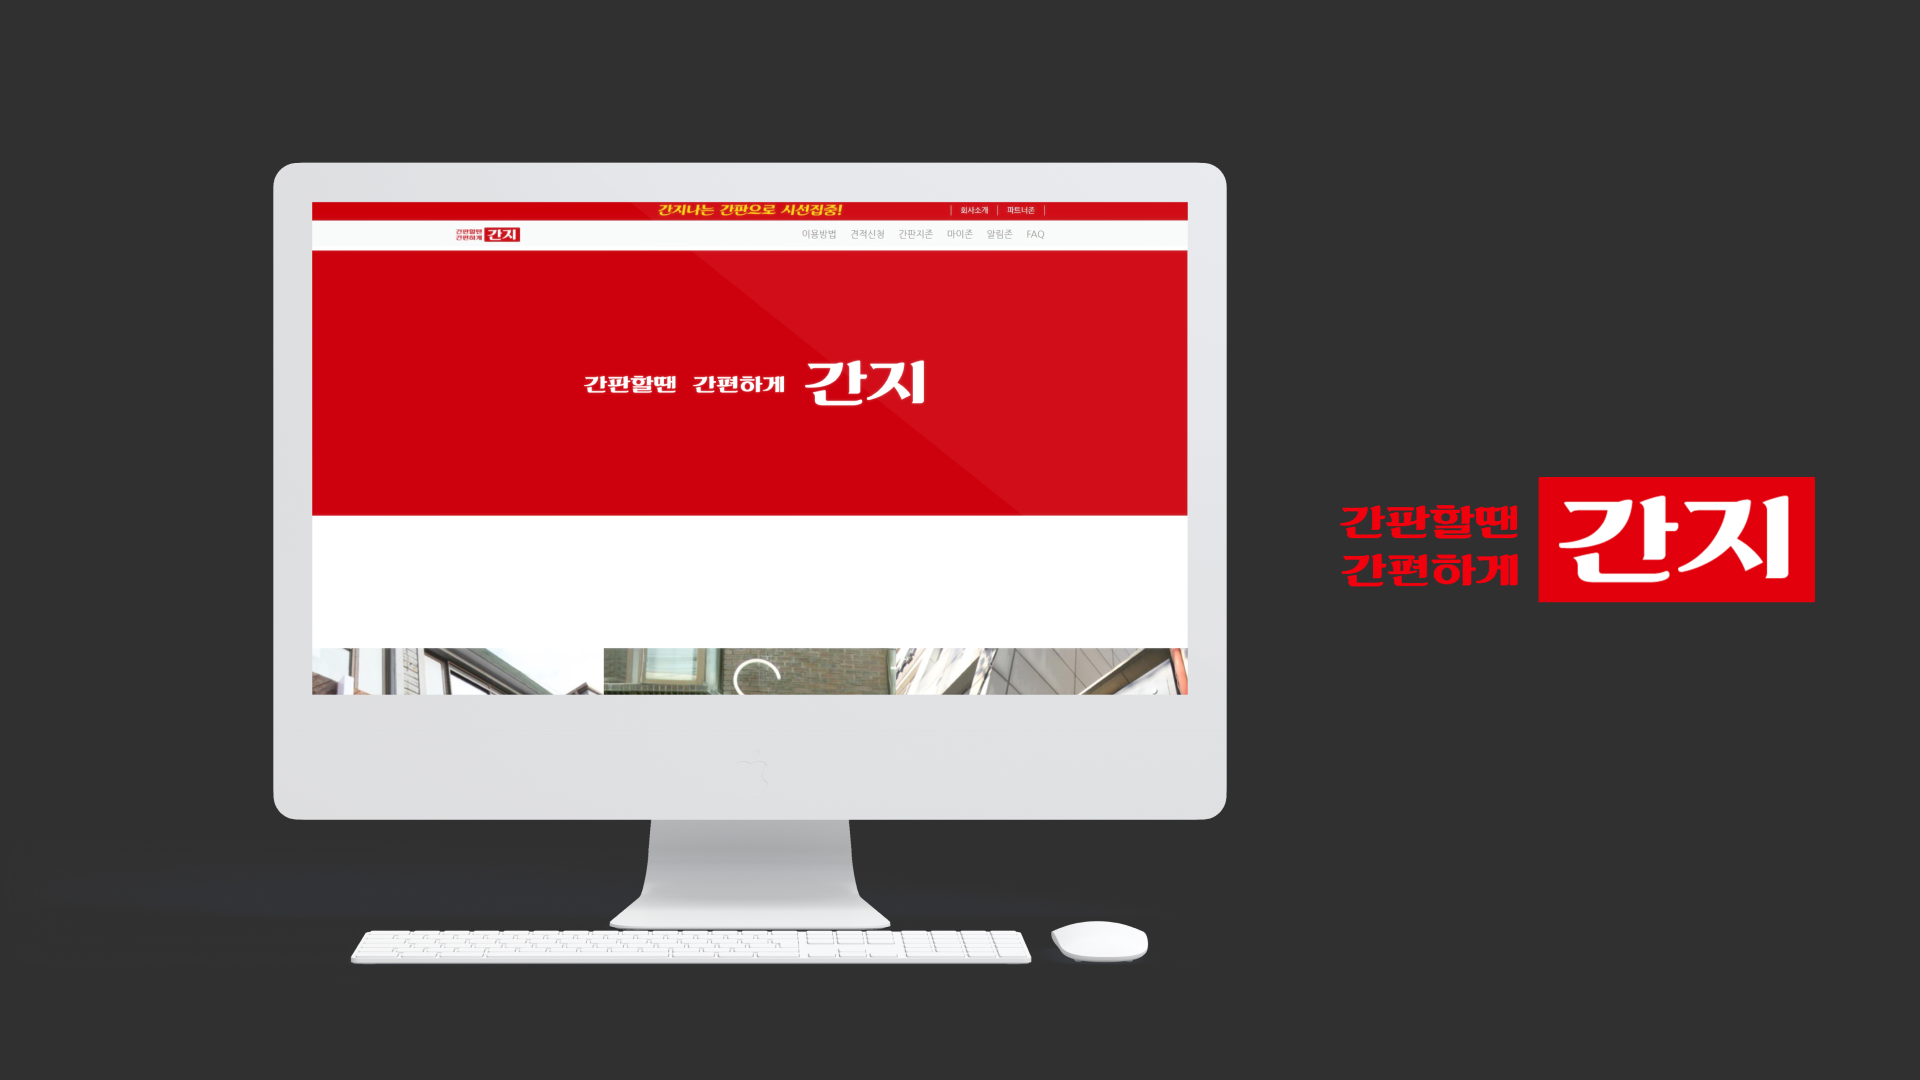 간지나는 간판으로 시선집중!
회사소개
파트너존
간판할땐
간편하게
간지
이용방법 견적신청 간판지존 마이존 알림존 FAQ
간판할땐 간편하게 간지
간판할땐
간편하게
간지